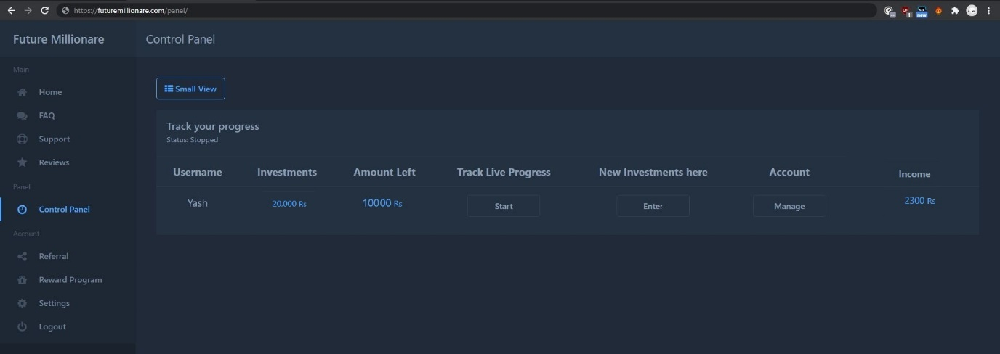 https://futuremillionare.com/panel/
Future Millionare
Control Panel
Main
Home
FAQ
Support
Reviews
Panel
Control Panel
Account
Referral
Reward Program
Settings
Logout
Small View
Track your progress
Status: Stopped
Username Investments Amount Left Track Live Progress New Investments here Account Income
Yash 20,000 Rs 10000 Rs Start Enter Manage 2300 Rs